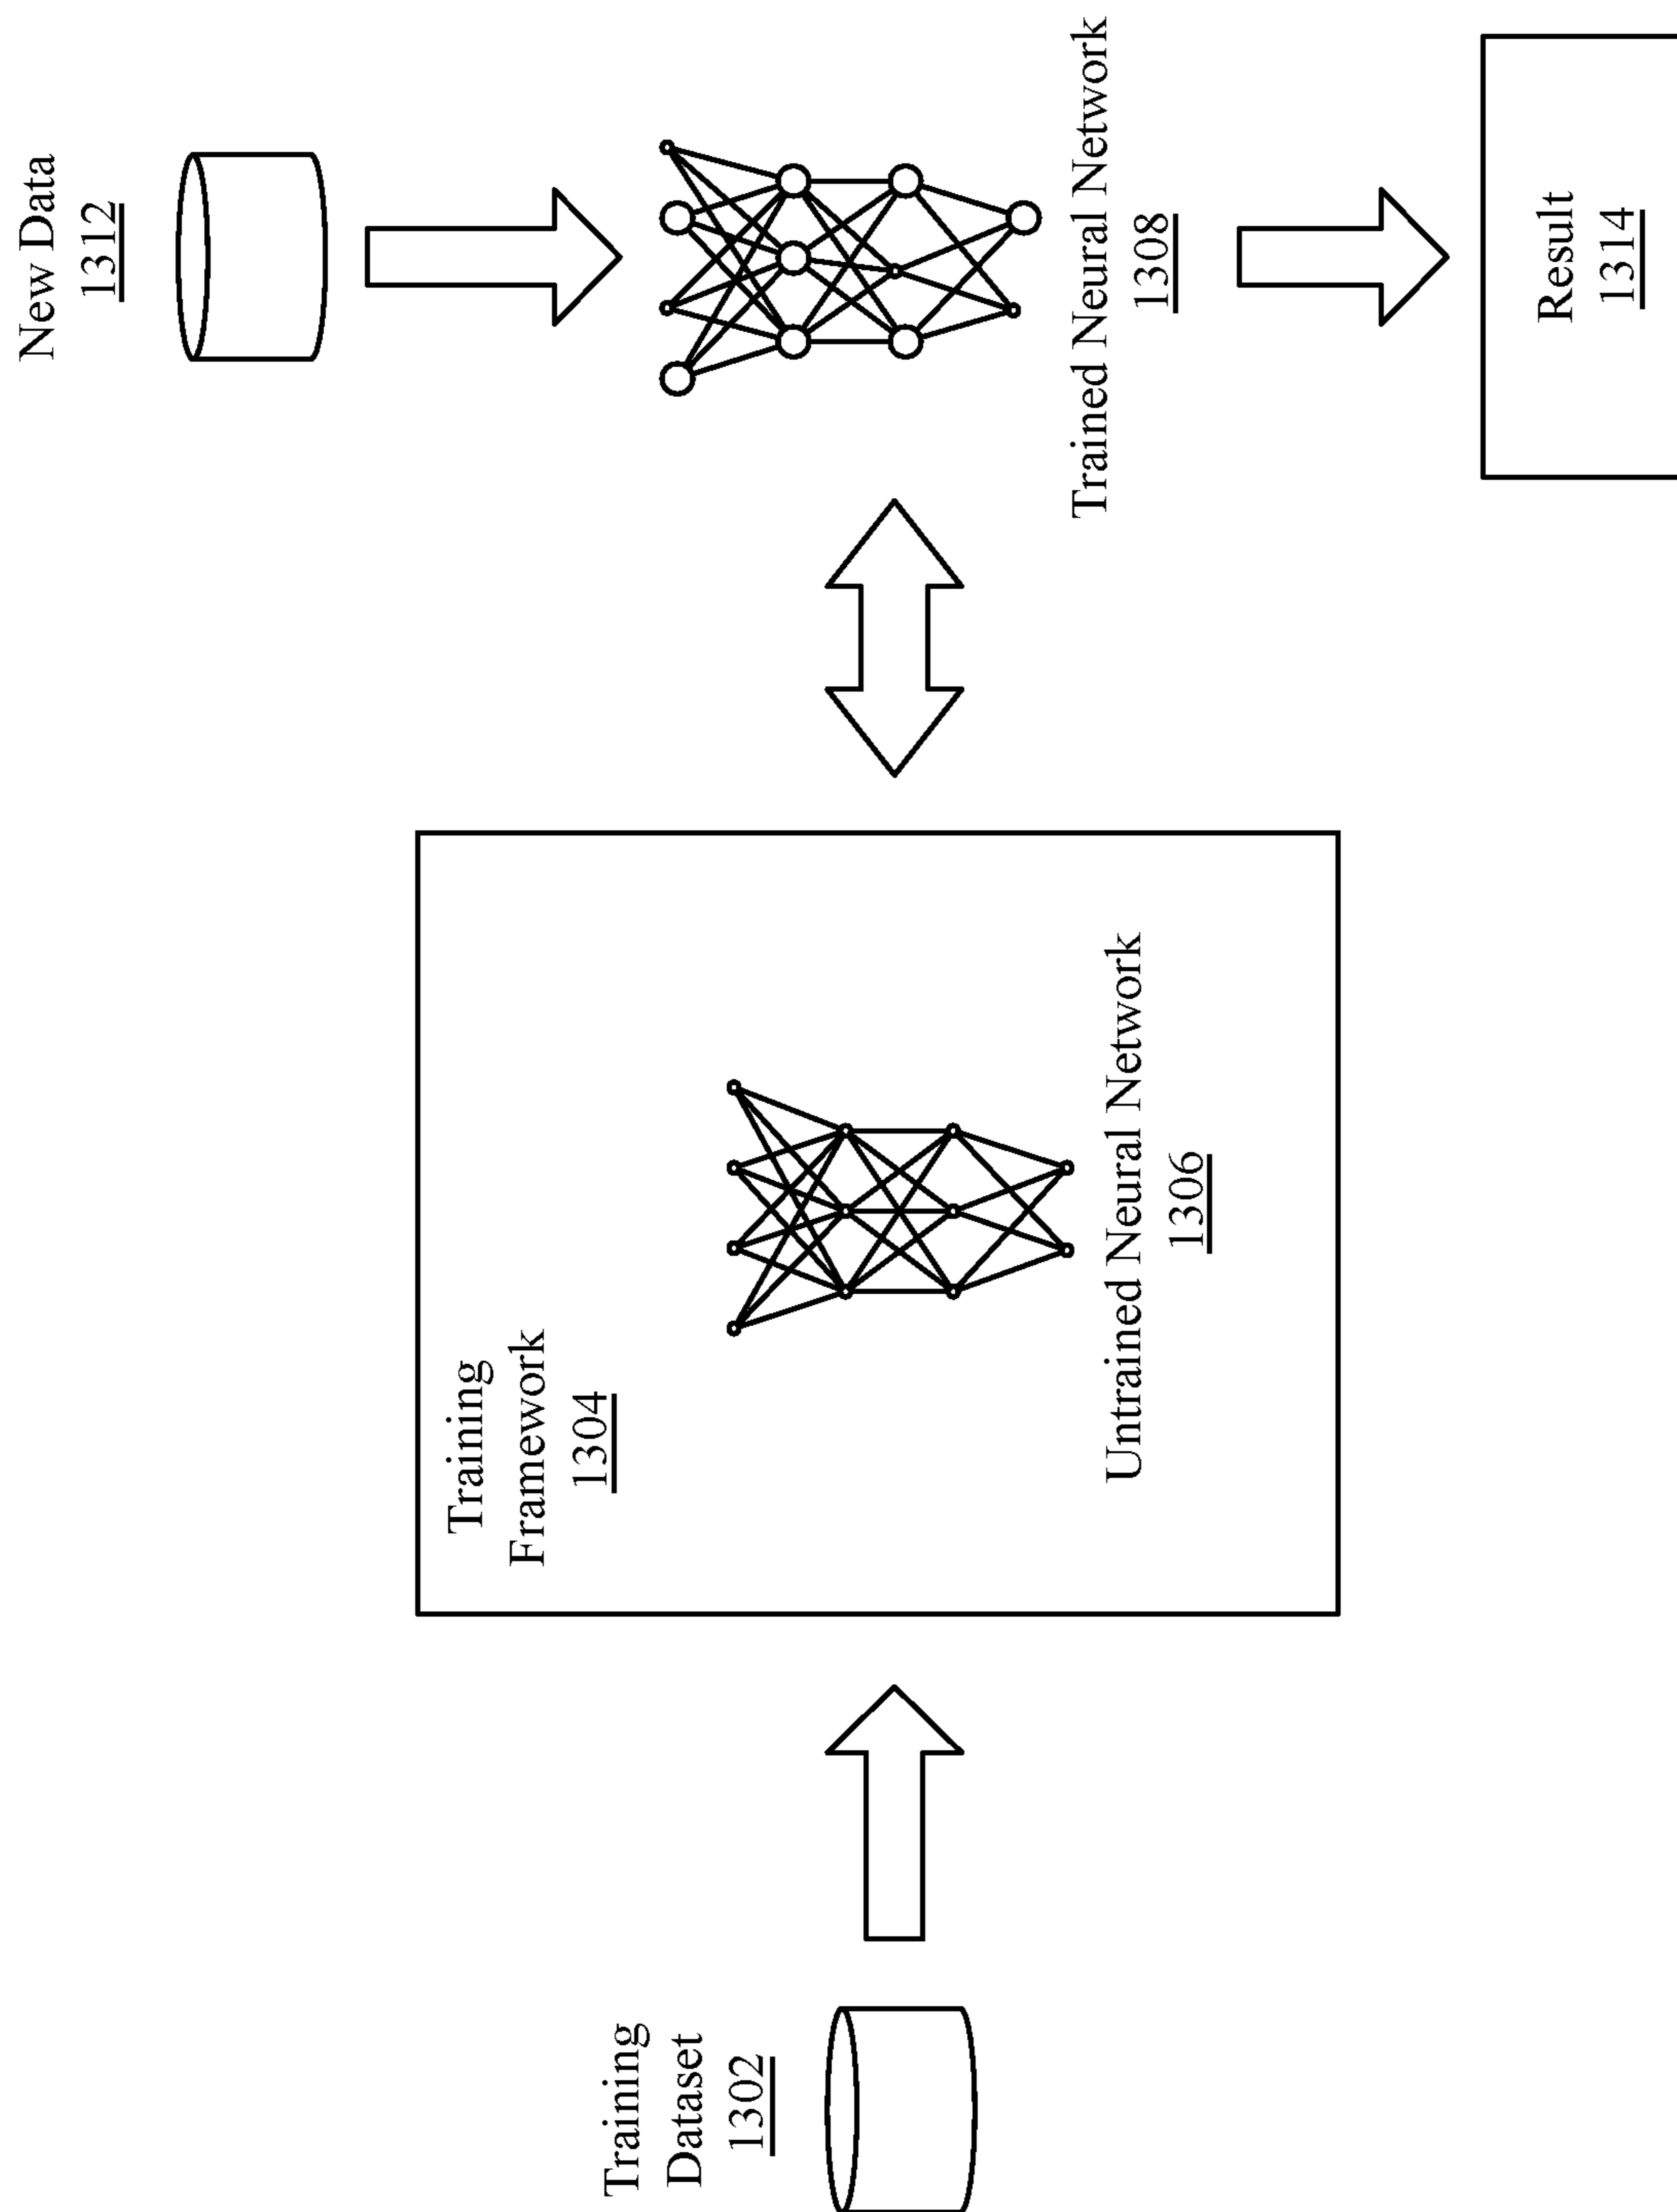 Training
Dataset
1302
Training
Framework
1304
Untrained Neural Network
1306
New Data
1312
Trained Neural Network
1308
Result
1314